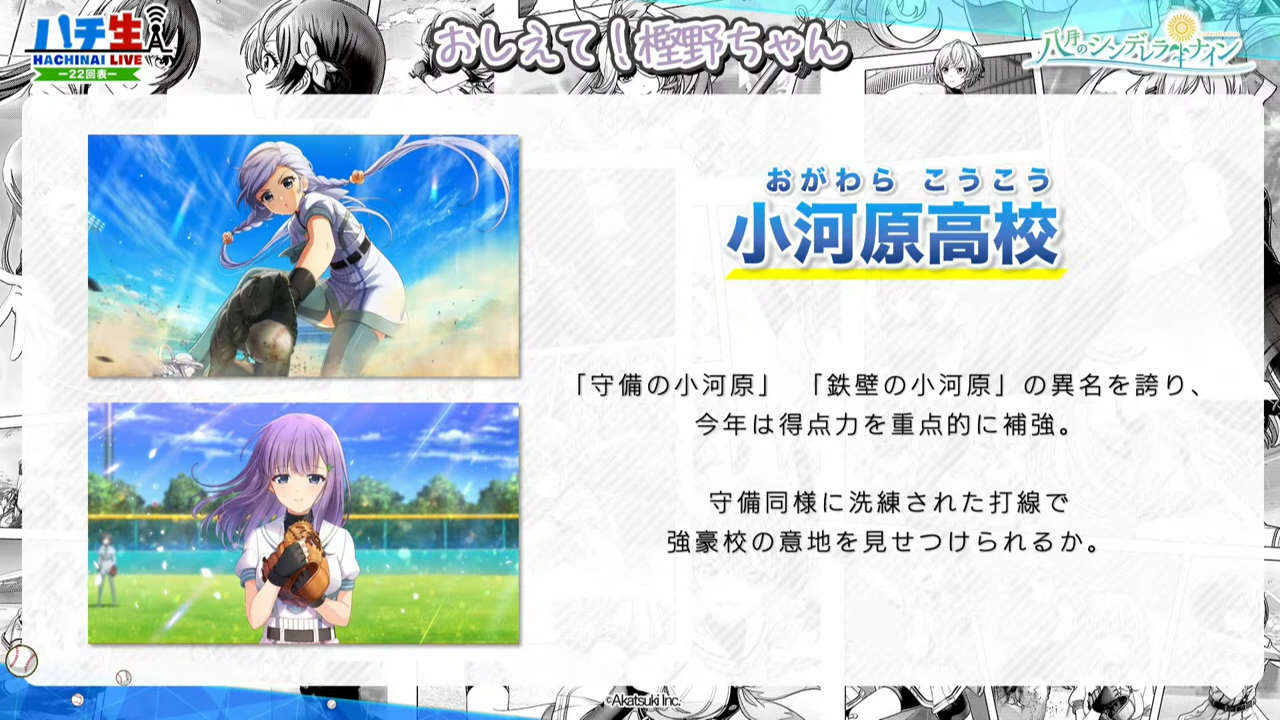 ハチ生
HACHINAI LIVE
ー22回表ー
おしえて!樫野ちゃん
八月のシンデレラナイン
おがわら こうこう
小河原高校
「守備の小河原」 「鉄壁の小河原」の異名を誇り、
今年は得点力を重点的に補強。
守備同様に洗練された打線で
強豪校の意地を見せつけられるか。
©Akatsuki Inc.